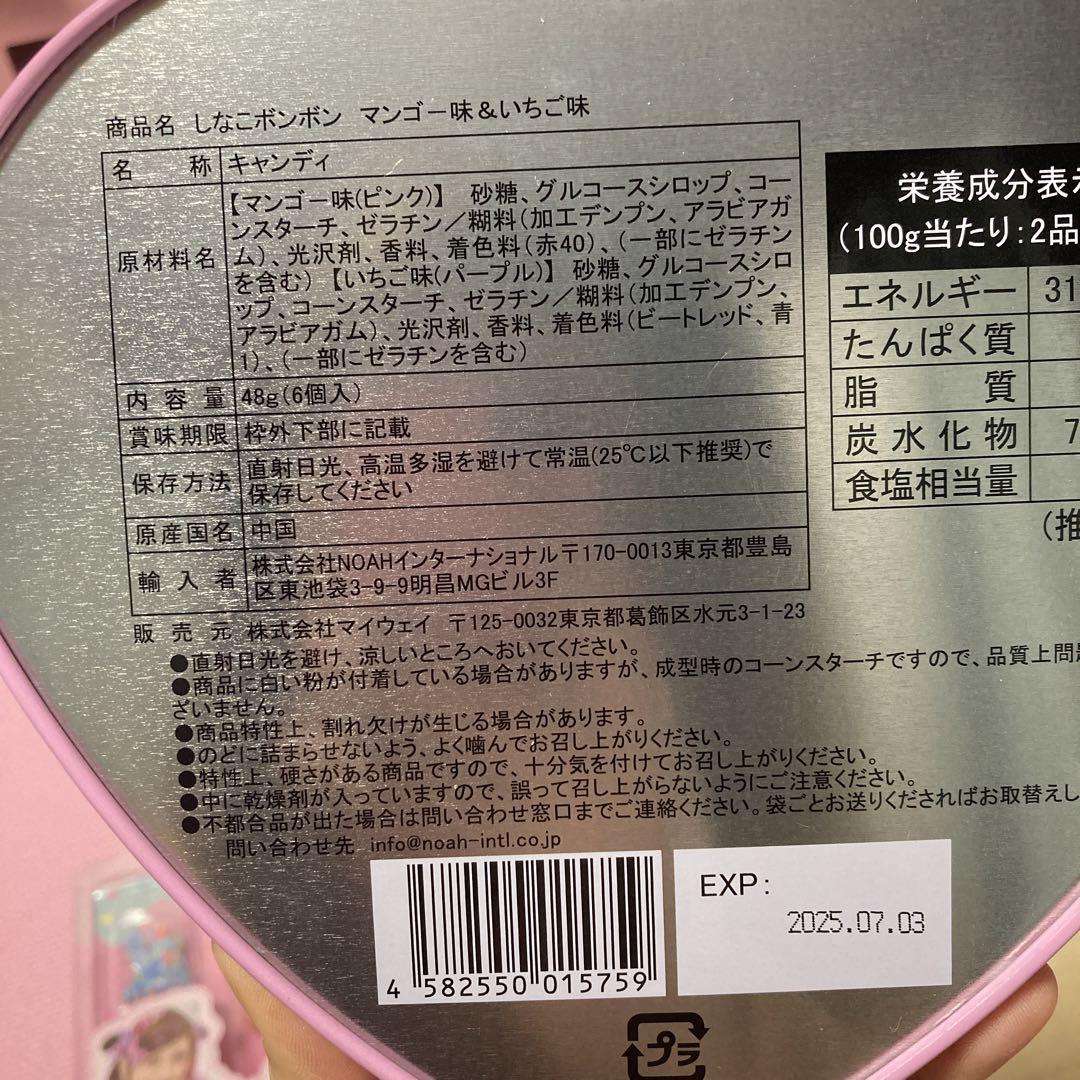 商品名 しなこボンボン マンゴー味&いちご味
名称 キャンディ
原材料名
【マンゴー味(ピンク)】 砂糖、グルコースシロップ、コー
ンスターチ、ゼラチン/糊料(加工デンプン、アラビアガ
ム)、光沢剤、香料、着色料(赤40)、(一部にゼラチン
を含む) 【いちご味(パープル)】 砂糖、グルコースシロ
ップ、コーンスターチ、ゼラチン/糊料(加工デンプン、
アラビアガム)、光沢剤、香料、着色料(ビートレッド、青
1)、(一部にゼラチンを含む)
内容量 48g(6個入)
賞味期限 枠外下部に記載
保存方法
直射日光、高温多湿を避けて常温(25℃以下推奨)で
保存してください
原産国名 中国
輸入者
株式会社NOAHインターナショナル〒170-0013東京都豊島
区東池袋3-9-9明昌MGビル3F
販売元 株式会社マイウェイ 〒125-0032東京都葛飾区水元3-1-23
●直射日光を避け、涼しいところへおいてください。
●商品に白い粉が付着している場合がありますが、成型時のコーンスターチですので、品質上問
ざいません。
●商品特性上、割れ欠けが生じる場合があります。
●のどに詰まらせないよう、よく噛んでお召し上がりください。
●特性上、硬さがある商品ですので、十分気を付けてお召し上がりください。
●中に乾燥剤が入っていますので、誤って召し上がらないようにご注意ください。
●不都合品が出た場合は問い合わせ窓口までご連絡ください。袋ごとお送りくださればお取替えし
問い合わせ先 info@noah-intl.co.jp
栄養成分表
(100g当たり:2品
エネルギー 31
たんぱく質
脂質
炭水化物 7
食塩相当量
(推
4 582550 015759
EXP:
2025.07.03
プラ